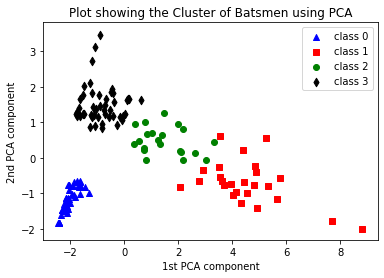 Plot showing the Cluster of Batsmen using PCA
class 0
class 1
class 2
class 3
3
2
1
0
−1
−2
2nd PCA component
−2 0 2 4 6 8
1st PCA component